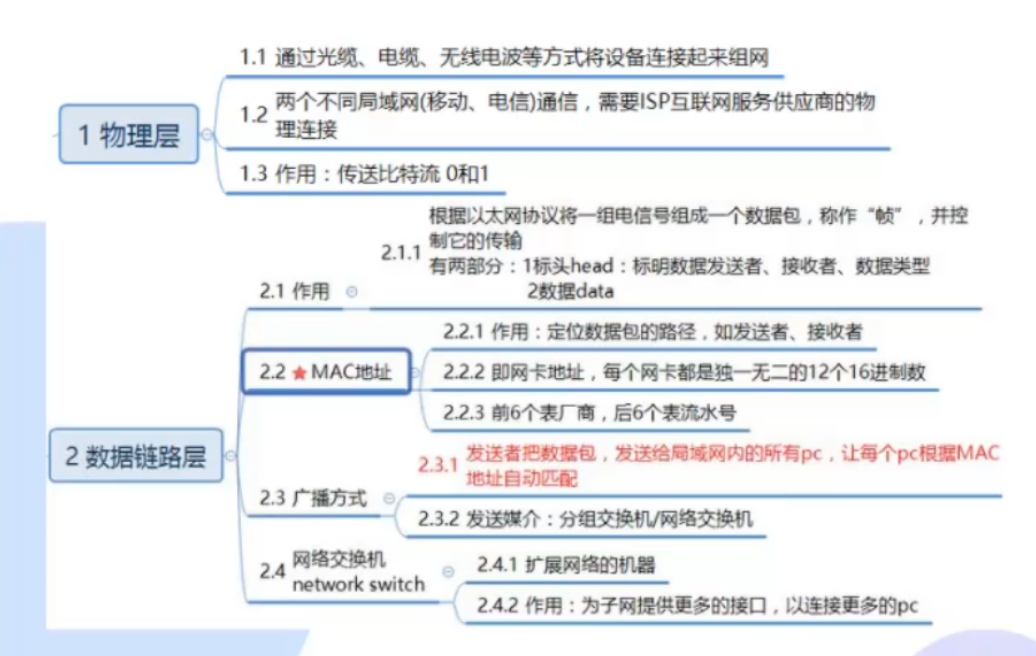 1.1 通过光缆、电缆、无线电波等方式将设备连接起来组网
1 物理层
1.2 两个不同局域网(移动、电信)通信，需要ISP互联网服务供应商的物
理连接
1.3 作用：传送比特流 0和1
2 数据链路层
2.1 作用
2.1.1 根据以太网协议将一组电信号组成一个数据包，称作“帧”，并控
制它的传输
有两部分：1标头head：标明数据发送者、接收者、数据类型
2数据data
2.2 ★ MAC地址
2.2.1 作用：定位数据包的路径，如发送者、接收者
2.2.2 即网卡地址，每个网卡都是独一无二的12个16进制数
2.2.3 前6个表厂商，后6个表流水号
2.3 广播方式
2.3.1 发送者把数据包，发送给局域网内的所有pc，让每个pc根据MAC
地址自动匹配
2.3.2 发送媒介：分组交换机/网络交换机
2.4 网络交换机
network switch
2.4.1 扩展网络的机器
2.4.2 作用：为子网提供更多的接口，以连接更多的pc